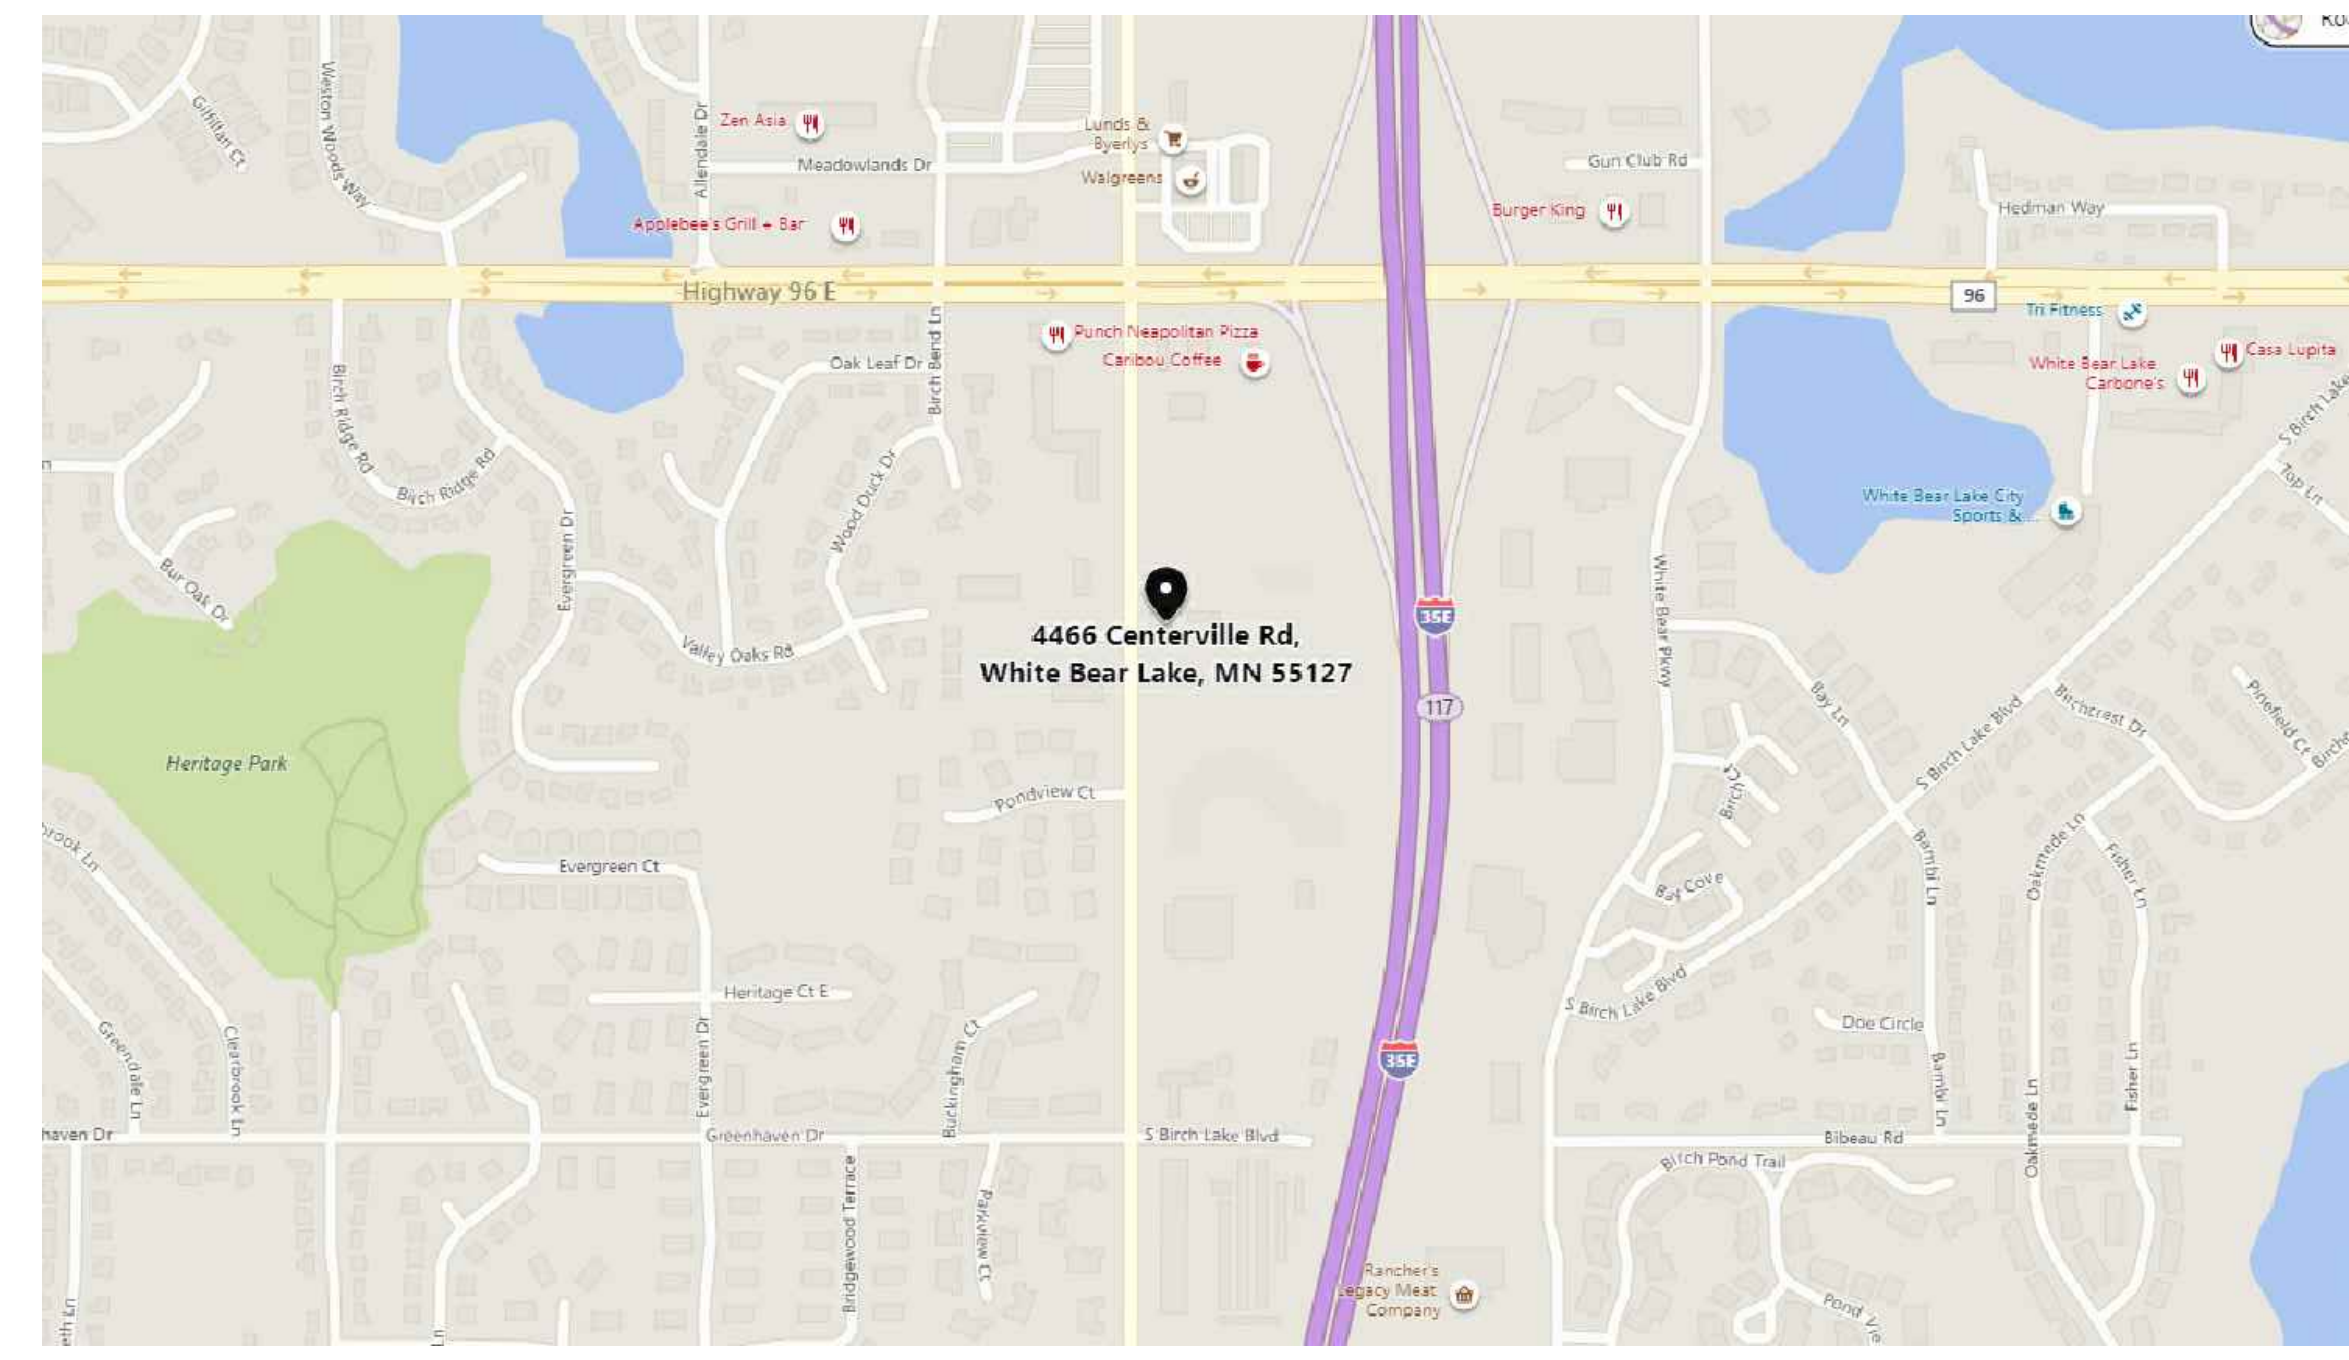 Weston Woods Way
Gilfillan Ct
Allendale Dr
Zen Asia
Lunds &
Byerlys
Meadowlands Dr
Walgreens
Gun Club Rd
Burger King
Hedman Way
Applebee's Grill + Bar
Highway 96 E
96
Tri Fitness
Punch Neapolitan Pizza
Caribou Coffee
Oak Leaf Dr
Birch Bend Ln
Casa Lupita
White Bear Lake
Carbone's
S Birch Lake
Birch Ridge Rd
Birch Ridge Rd
Top Ln
Wood Duck Dr
White Bear Lake City
Sports & ...
Evergreen Dr
Bur Oak Dr
White Bear Pkwy
35E
4466 Centerville Rd,
White Bear Lake, MN 55127
Valley Oaks Rd
Bay Ln
117
Birchcrest Dr
Pinefield Ct
S Birch Lake Blvd
Heritage Park
Pondview Ct
Birch Ct
Evergreen Ct
Bambi Ln
Oakmede Ln
Fisher Ln
Bay Cove
Heritage Ct E
S Birch Lake Blvd
Doe Circle
Greendale Ln
Clearbrook Ln
Evergreen Dr
Buckingham Ct
35E
Bambi Ln
Oakmede Ln
Fisher Ln
haven Dr
Greenhaven Dr
S Birch Lake Blvd
Bibeau Rd
Birch Pond Trail
Bridgewood Terrace
Parkview Ct
Rancher's
Legacy Meat
Company
Pond Vie
Ln